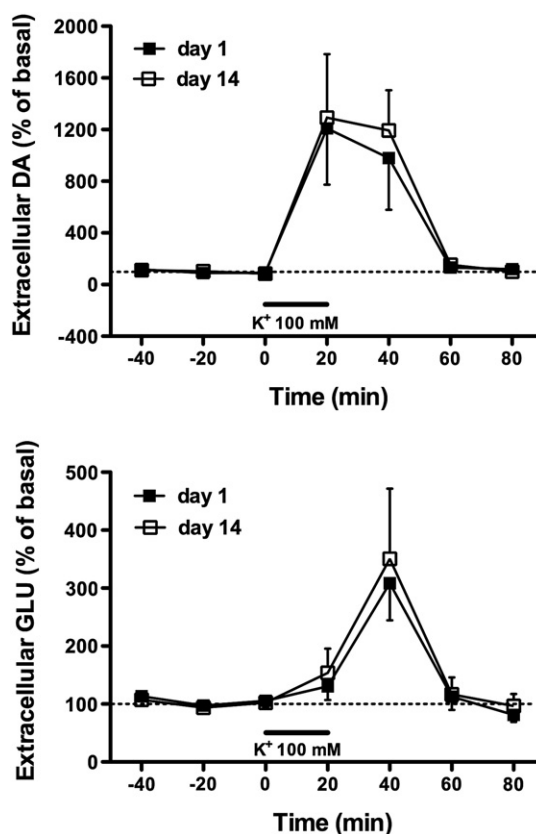 Extracellular DA (% of basal)
2000
1600
1200
800
400
0
-400
day 1
day 14
K+ 100 mM
-40 -20 0 20 40 60 80
Time (min)
Extracellular GLU (% of basal)
500
400
300
200
100
0
day 1
day 14
K+ 100 mM
-40 -20 0 20 40 60 80
Time (min)